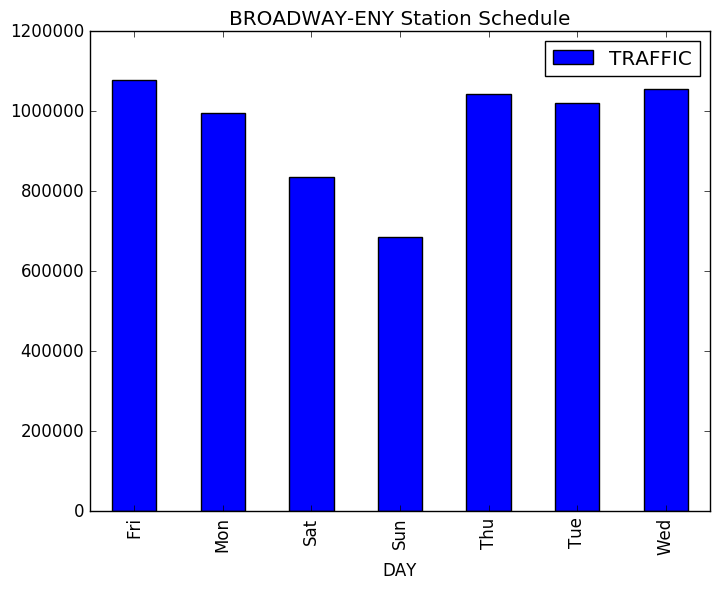 BROADWAY-ENY Station Schedule
TRAFFIC
1200000
1000000
800000
600000
400000
200000
0
Fri
Mon
Sat
Sun
Thu
Tue
Wed
DAY